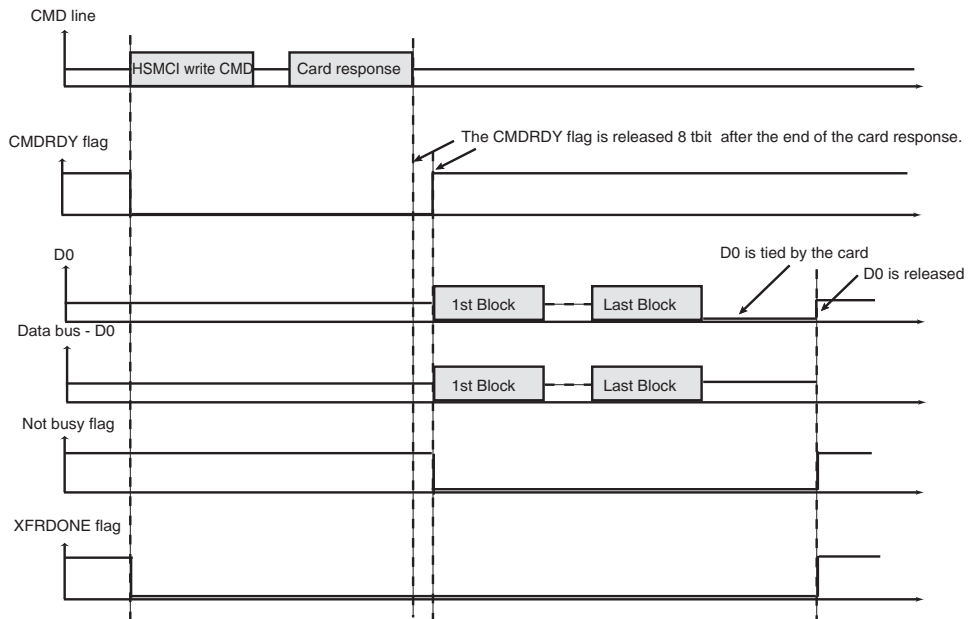 CMD line
HSMCI write CMD
Card response
The CMDRDY flag is released 8 tbit after the end of the card response.
CMDRDY flag
D0 is tied by the card
D0
D0 is released
1st Block
Last Block
Data bus - D0
1st Block
Last Block
Not busy flag
XFRDONE flag